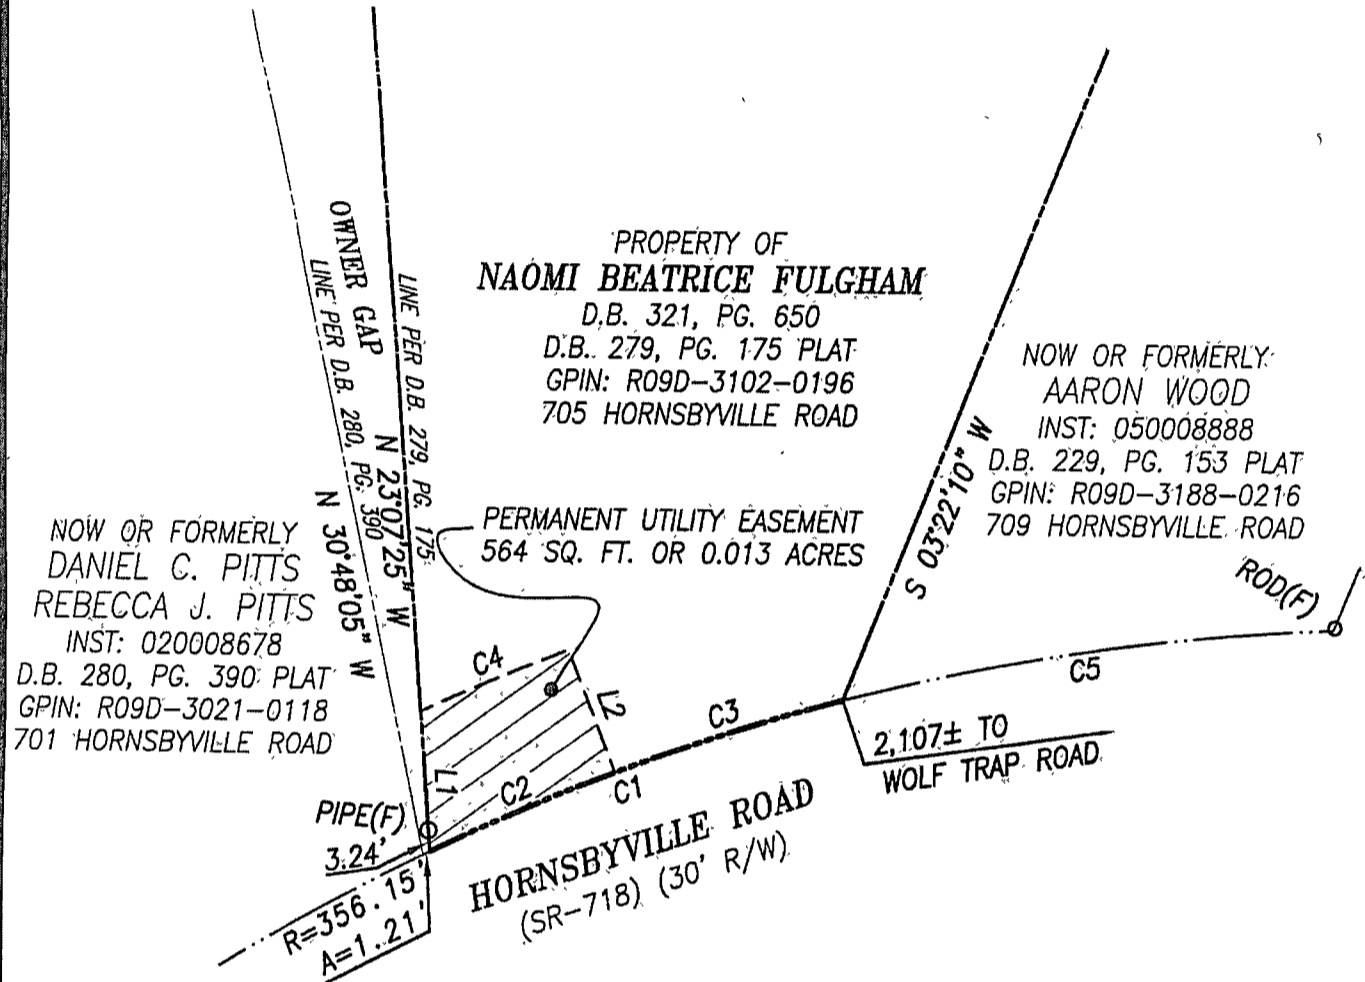 OWNER GAP
LINE PER D.B. 280, PG. 390
N 30°48'05" W
LINE PER D.B. 279, PG. 175
N 23°07'25" W
PROPERTY OF
NAOMI BEATRICE FULGHAM
D.B. 321, PG. 650
D.B. 279, PG. 175 PLAT
GPIN: R09D-3102-0196
705 HORNSBYVILLE ROAD
NOW OR FORMERLY
AARON WOOD
INST: 050008888
D.B. 229, PG. 153 PLAT
GPIN: R09D-3188-0216
709 HORNSBYVILLE ROAD
S 03°22'10" W
NOW OR FORMERLY
DANIEL C. PITTS
REBECCA J. PITTS
INST: 020008678
D.B. 280, PG. 390 PLAT
GPIN: R09D-3021-0118
701 HORNSBYVILLE ROAD
PERMANENT UTILITY EASEMENT
564 SQ. FT. OR 0.013 ACRES
ROD(F)
C4
L2
C3
C5
L1
C2
C1
2,107± TO
WOLF TRAP ROAD
PIPE(F)
3.24'
R=356.15'
A=1.21'
HORNSBYVILLE ROAD
(SR-718) (30' R/W)